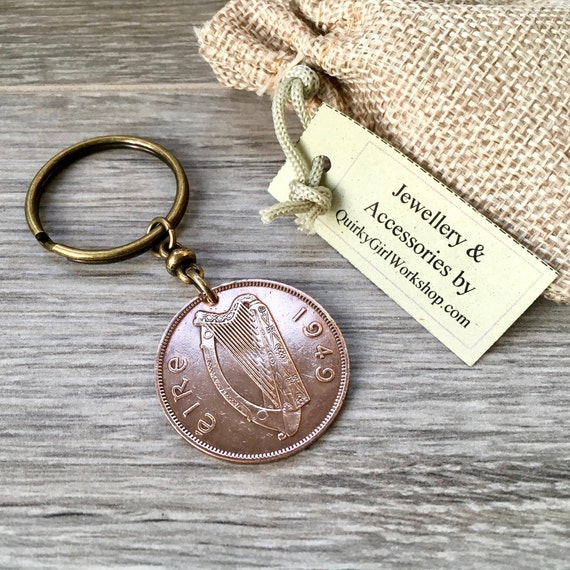 éIRe 1949
Jewellery &
Accessories by
QuirkyGirlWorkshop.com